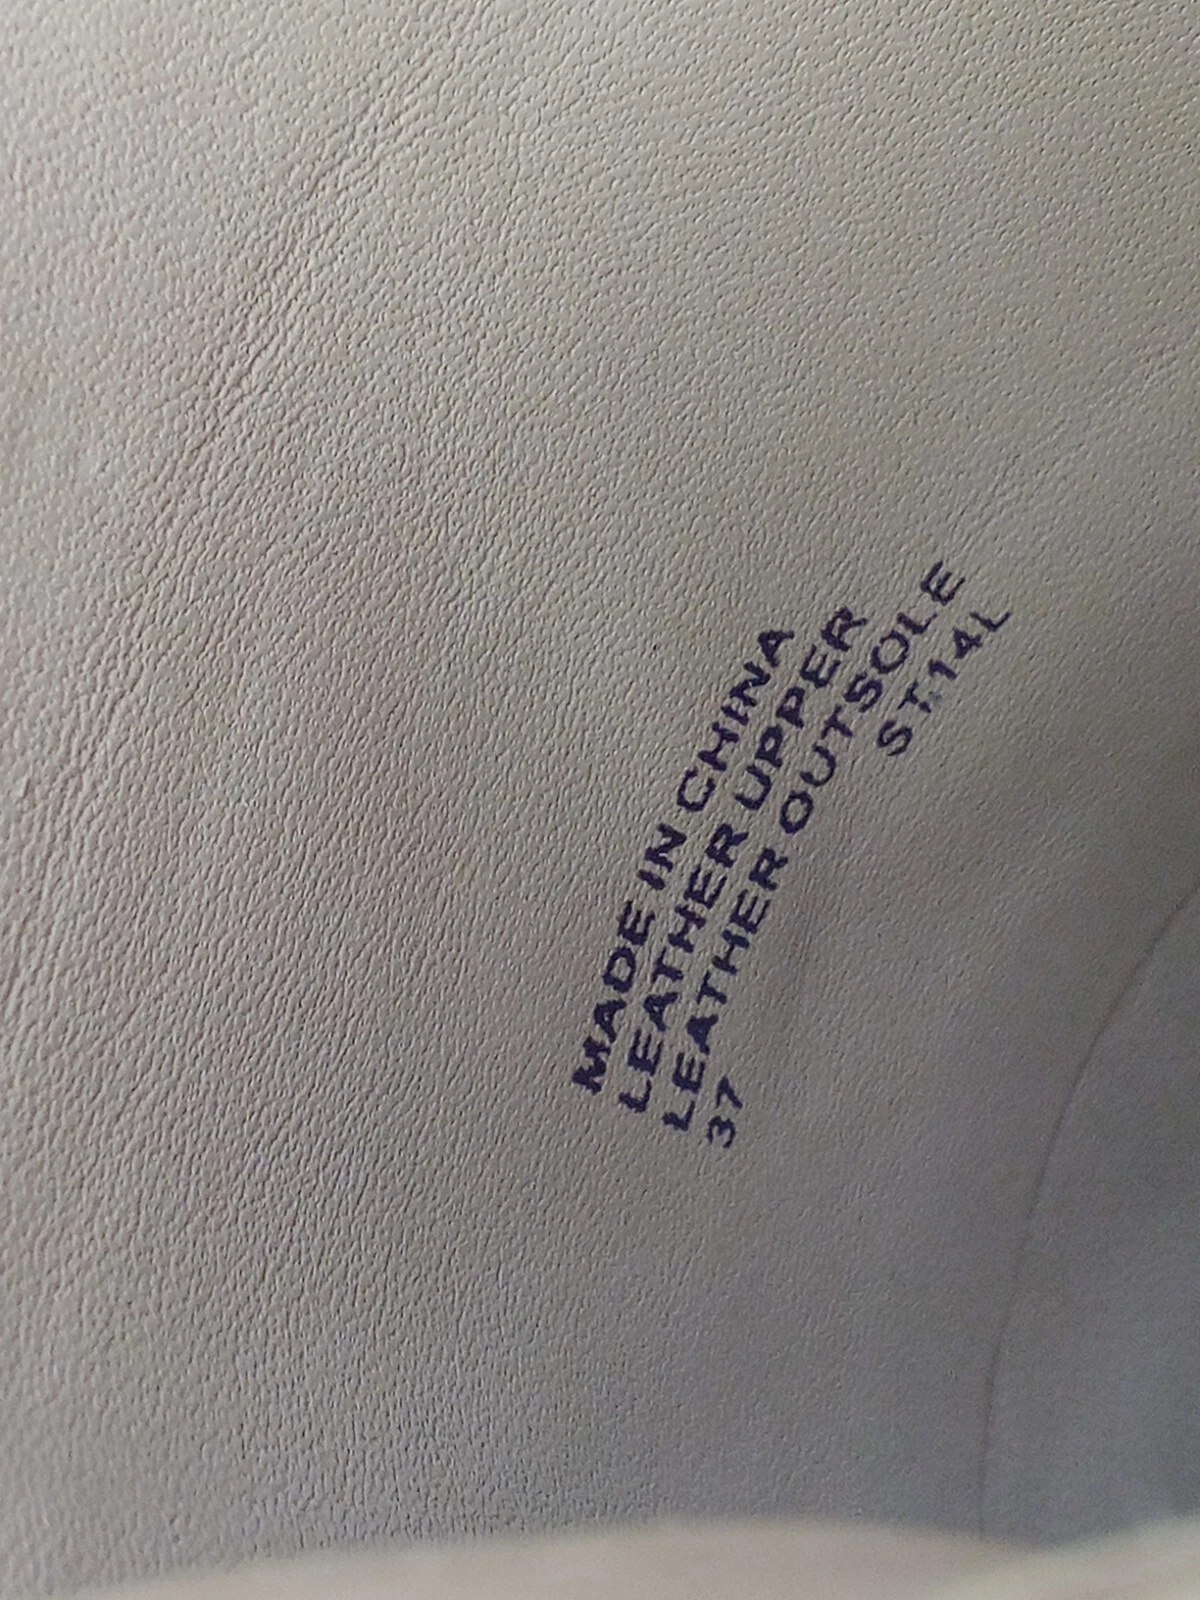 MADE IN CHINA
LEATHER UPPER
LEATHER OUTSOLE
37 ST.14L